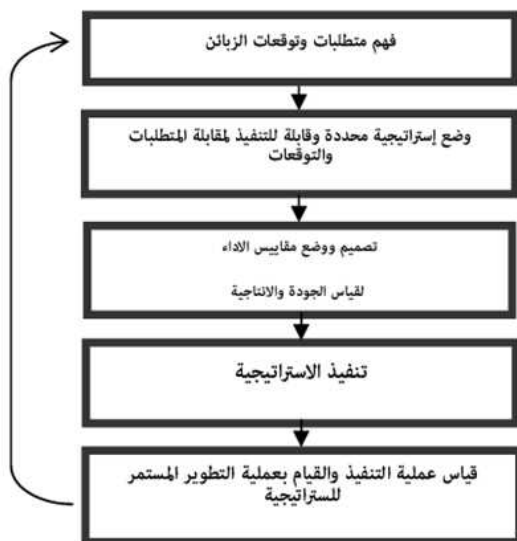 فهم متطلبات وتوقعات الزبائن
وضع إستراتيجية محددة وقابلة للتنفيذ لمقابلة المتطلبات
والتوقعات
تصميم ووضع مقاييس الاداء
لقياس الجودة والانتاجية
تنفيذ الاستراتيجية
قياس عملية التنفيذ والقيام بعملية التطوير المستمر
للستراتيجية